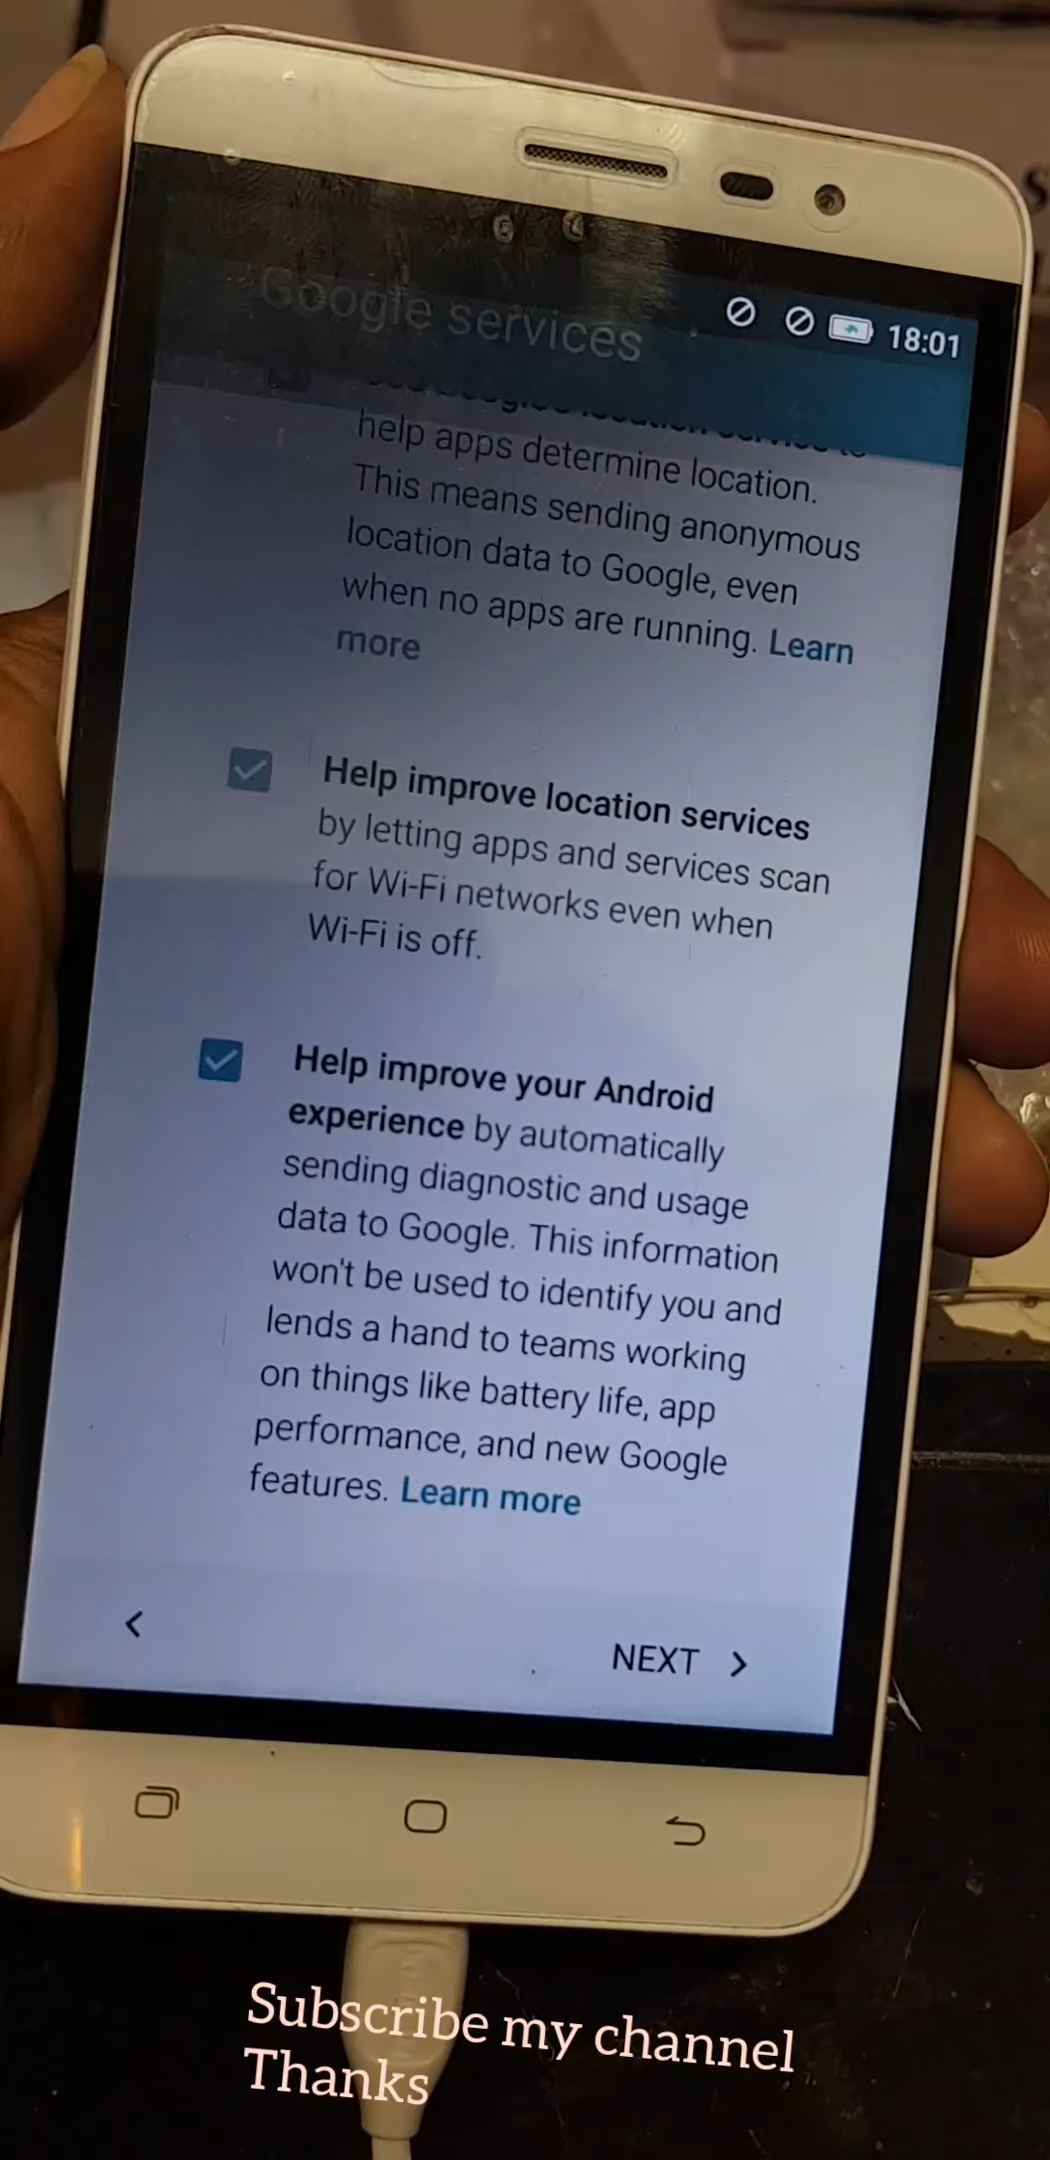 18:01
Google services
help apps determine location.
This means sending anonymous
location data to Google, even
when no apps are running. Learn
more
Help improve location services
by letting apps and services scan
for Wi-Fi networks even when
Wi-Fi is off.
Help improve your Android
experience by automatically
sending diagnostic and usage
data to Google. This information
won't be used to identify you and
lends a hand to teams working
on things like battery life, app
performance, and new Google
features. Learn more
NEXT
Subscribe my channel
Thanks